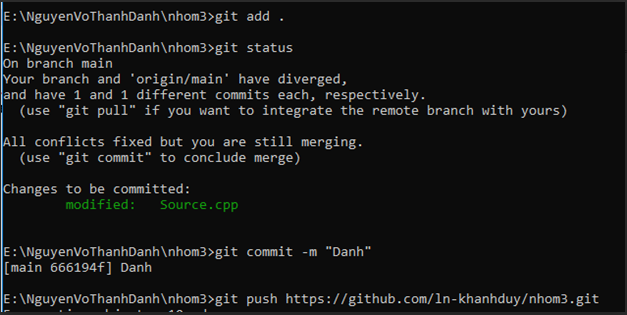 E:\NguyenVoThanhDanh\nhom3>git add .
E:\NguyenVoThanhDanh\nhom3>git status
On branch main
Your branch and 'origin/main' have diverged,
and have 1 and 1 different commits each, respectively.
(use "git pull" if you want to integrate the remote branch with yours)
All conflicts fixed but you are still merging.
(use "git commit" to conclude merge)
Changes to be committed:
modified:   Source.cpp
E:\NguyenVoThanhDanh\nhom3>git commit -m "Danh"
[main 666194f] Danh
E:\NguyenVoThanhDanh\nhom3>git push https://github.com/ln-khanhduy/nhom3.git